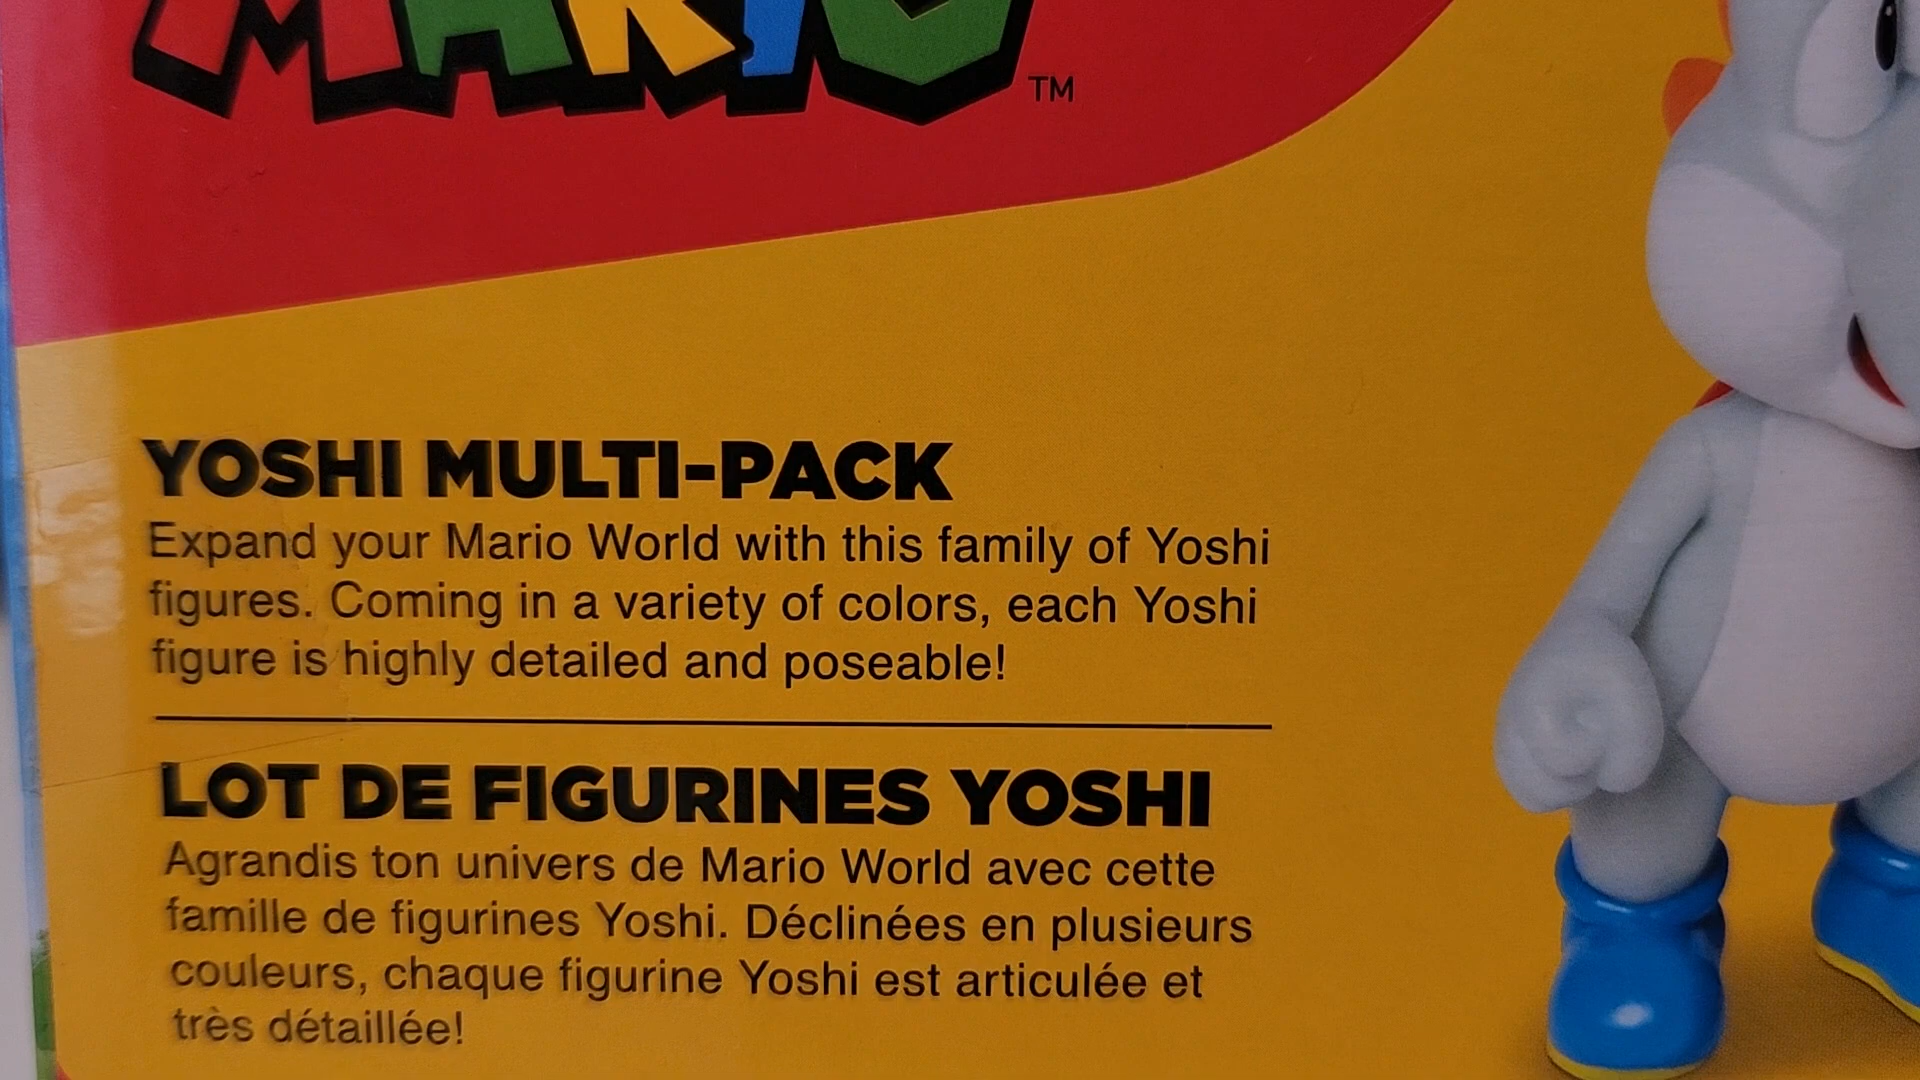 MARIO
TM
YOSHI MULTI-PACK
Expand your Mario World with this family of Yoshi
figures. Coming in a variety of colors, each Yoshi
figure is highly detailed and poseable!
LOT DE FIGURINES YOSHI
Agrandis ton univers de Mario World avec cette
famille de figurines Yoshi. Déclinées en plusieurs
couleurs, chaque figurine Yoshi est articulée et
très détaillée!